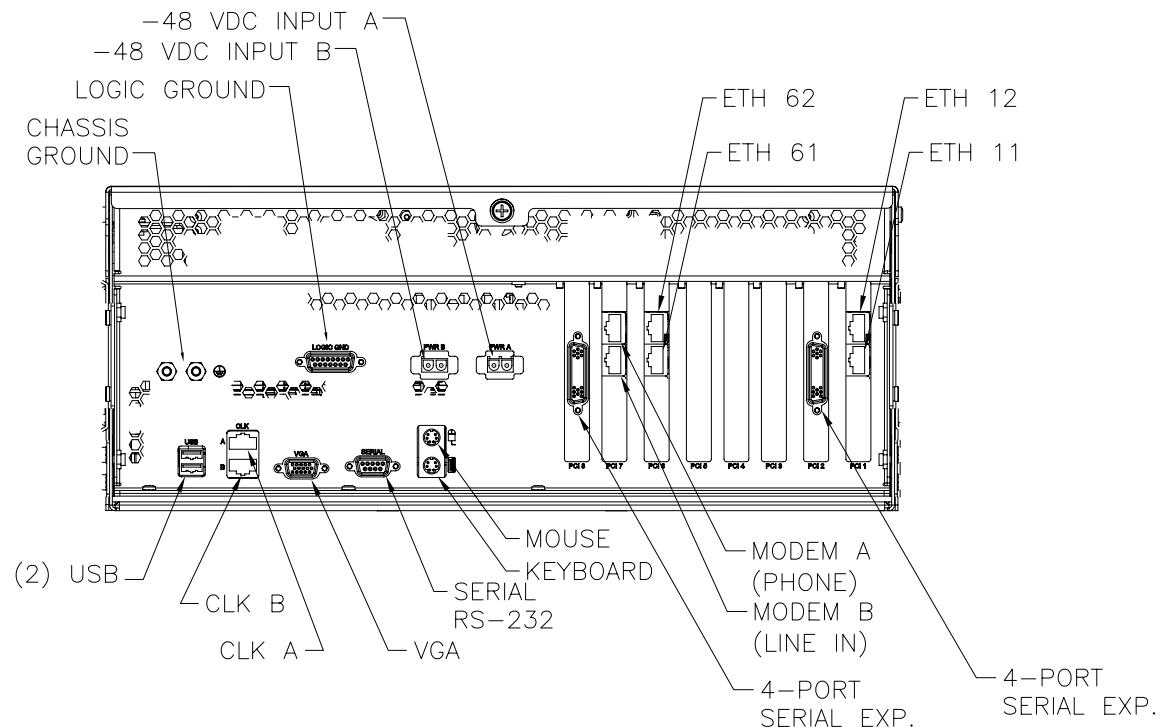 -48 VDC INPUT A
-48 VDC INPUT B
LOGIC GROUND
CHASSIS
GROUND
ETH 62
ETH 61
ETH 12
ETH 11
LOGIC GND
PWR B
PWR A
USB
CLK
A
B
VGA
SERIAL
PCI 8
PCI 7
PCI 6
PCI 5
PCI 4
PCI 3
PCI 2
PCI 1
(2) USB
CLK B
CLK A
VGA
SERIAL
RS-232
MOUSE
KEYBOARD
MODEM A
(PHONE)
MODEM B
(LINE IN)
4-PORT
SERIAL EXP.
4-PORT
SERIAL EXP.